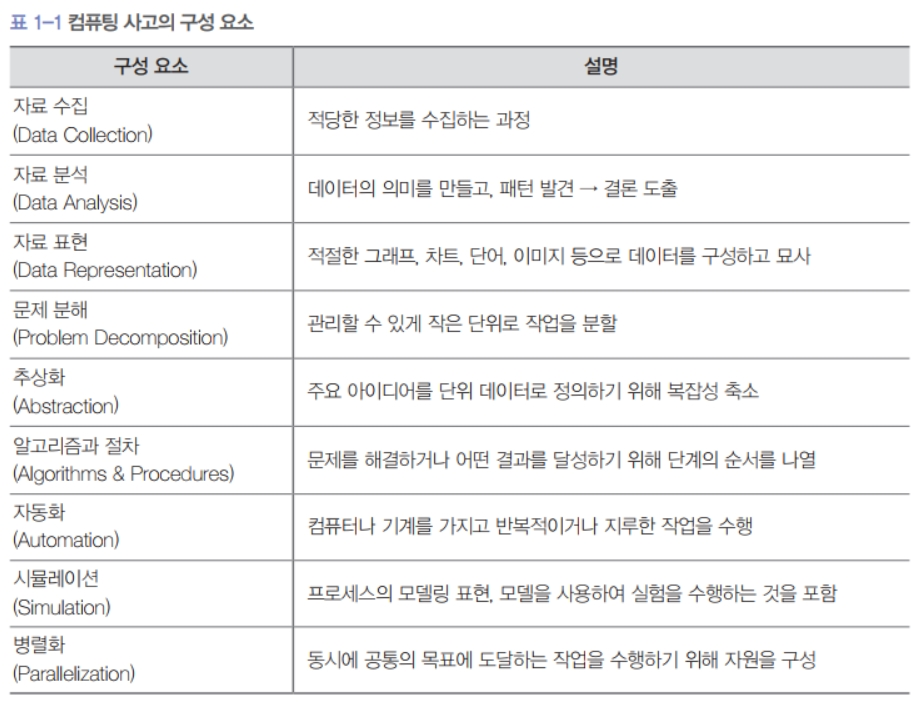 표 1-1 컴퓨팅 사고의 구성 요소
구성 요소
설명
자료 수집
(Data Collection)
적당한 정보를 수집하는 과정
자료 분석
(Data Analysis)
데이터의 의미를 만들고, 패턴 발견 → 결론 도출
자료 표현
(Data Representation)
적절한 그래프, 차트, 단어, 이미지 등으로 데이터를 구성하고 묘사
문제 분해
(Problem Decomposition)
관리할 수 있게 작은 단위로 작업을 분할
추상화
(Abstraction)
주요 아이디어를 단위 데이터로 정의하기 위해 복잡성 축소
알고리즘과 절차
(Algorithms & Procedures)
문제를 해결하거나 어떤 결과를 달성하기 위해 단계의 순서를 나열
자동화
(Automation)
컴퓨터나 기계를 가지고 반복적이거나 지루한 작업을 수행
시뮬레이션
(Simulation)
프로세스의 모델링 표현, 모델을 사용하여 실험을 수행하는 것을 포함
병렬화
(Parallelization)
동시에 공통의 목표에 도달하는 작업을 수행하기 위해 자원을 구성